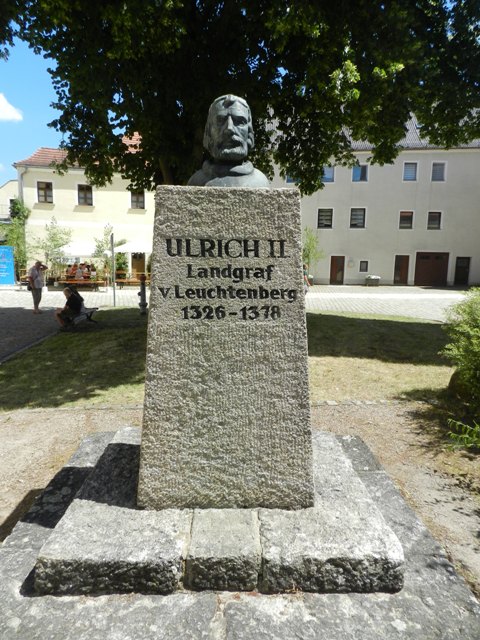 ULRICH II
Landgraf
v.Leuchtenberg
1326-1378